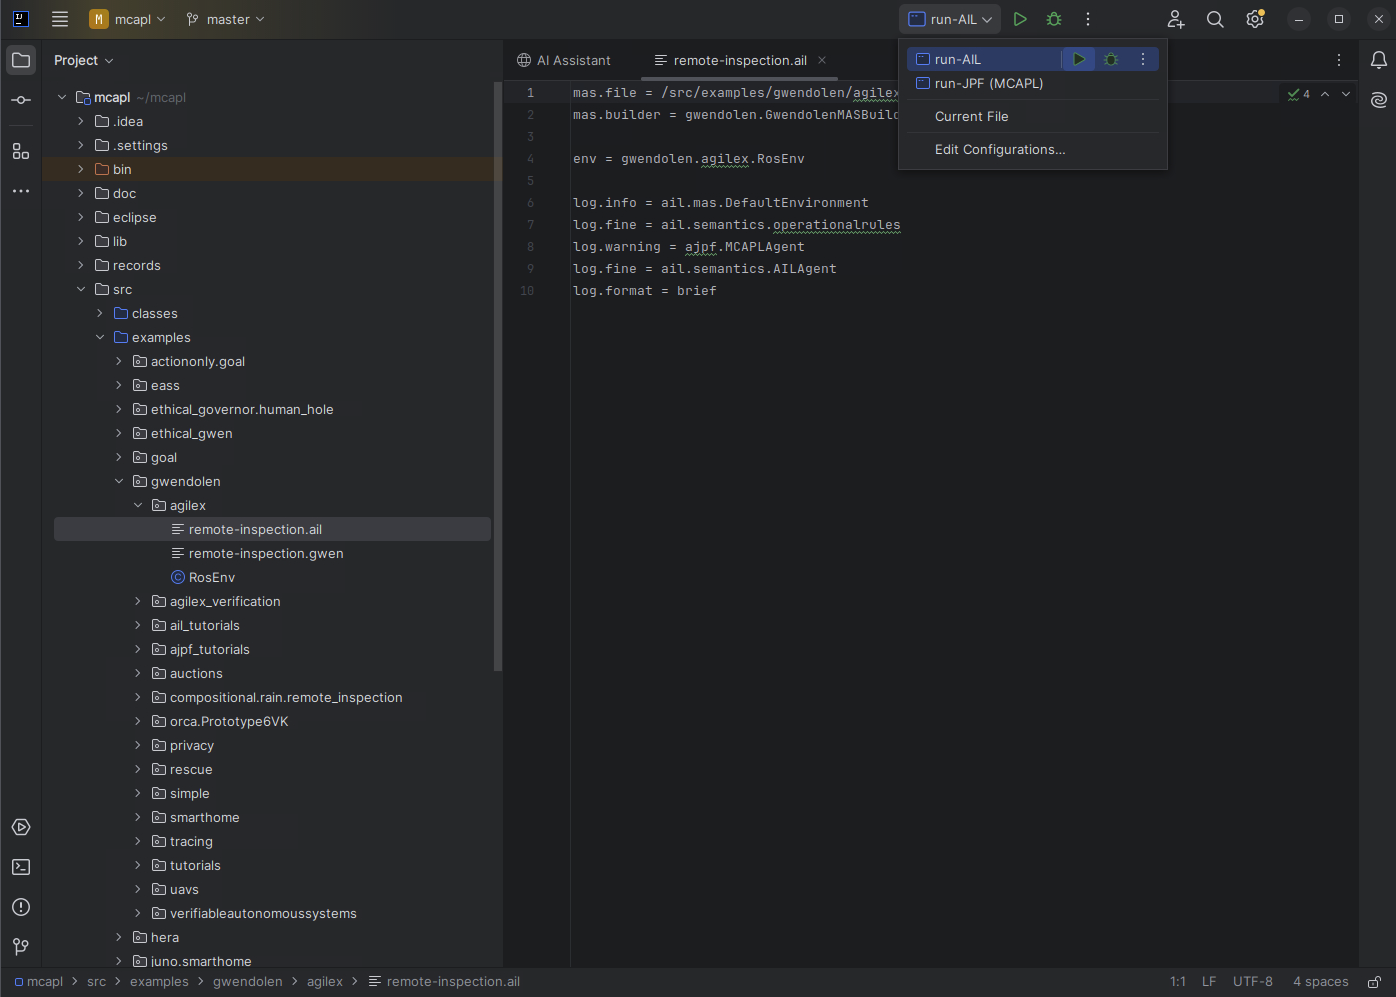 M mcapl master run-AIL
Project
AI Assistant remote-inspection.ail
run-AIL
run-JPF (MCAPL)
Current File
Edit Configurations...
mcapl ~/mcapl
.idea
.settings
bin
doc
eclipse
lib
records
src
classes
examples
actiononly.goal
eass
ethical_governor.human_hole
ethical_gwen
goal
gwendolen
agilex
remote-inspection.ail
remote-inspection.gwen
RosEnv
agilex_verification
ail_tutorials
ajpf_tutorials
auctions
compositional.rain.remote_inspection
orca.Prototype6VK
privacy
rescue
simple
smarthome
tracing
tutorials
uavs
verifiableautonomoussystems
hera
juno.smarthome
1 mas.file = /src/examples/gwendolen/agilex
2 mas.builder = gwendolen.GwendolenMASBuil
3
4 env = gwendolen.agilex.RosEnv
5
6 log.info = ail.mas.DefaultEnvironment
7 log.fine = ail.semantics.operationalrules
8 log.warning = ajpf.MCAPLAgent
9 log.fine = ail.semantics.AILAgent
10 log.format = brief
4
mcapl src examples gwendolen agilex remote-inspection.ail
1:1 LF UTF-8 4 spaces